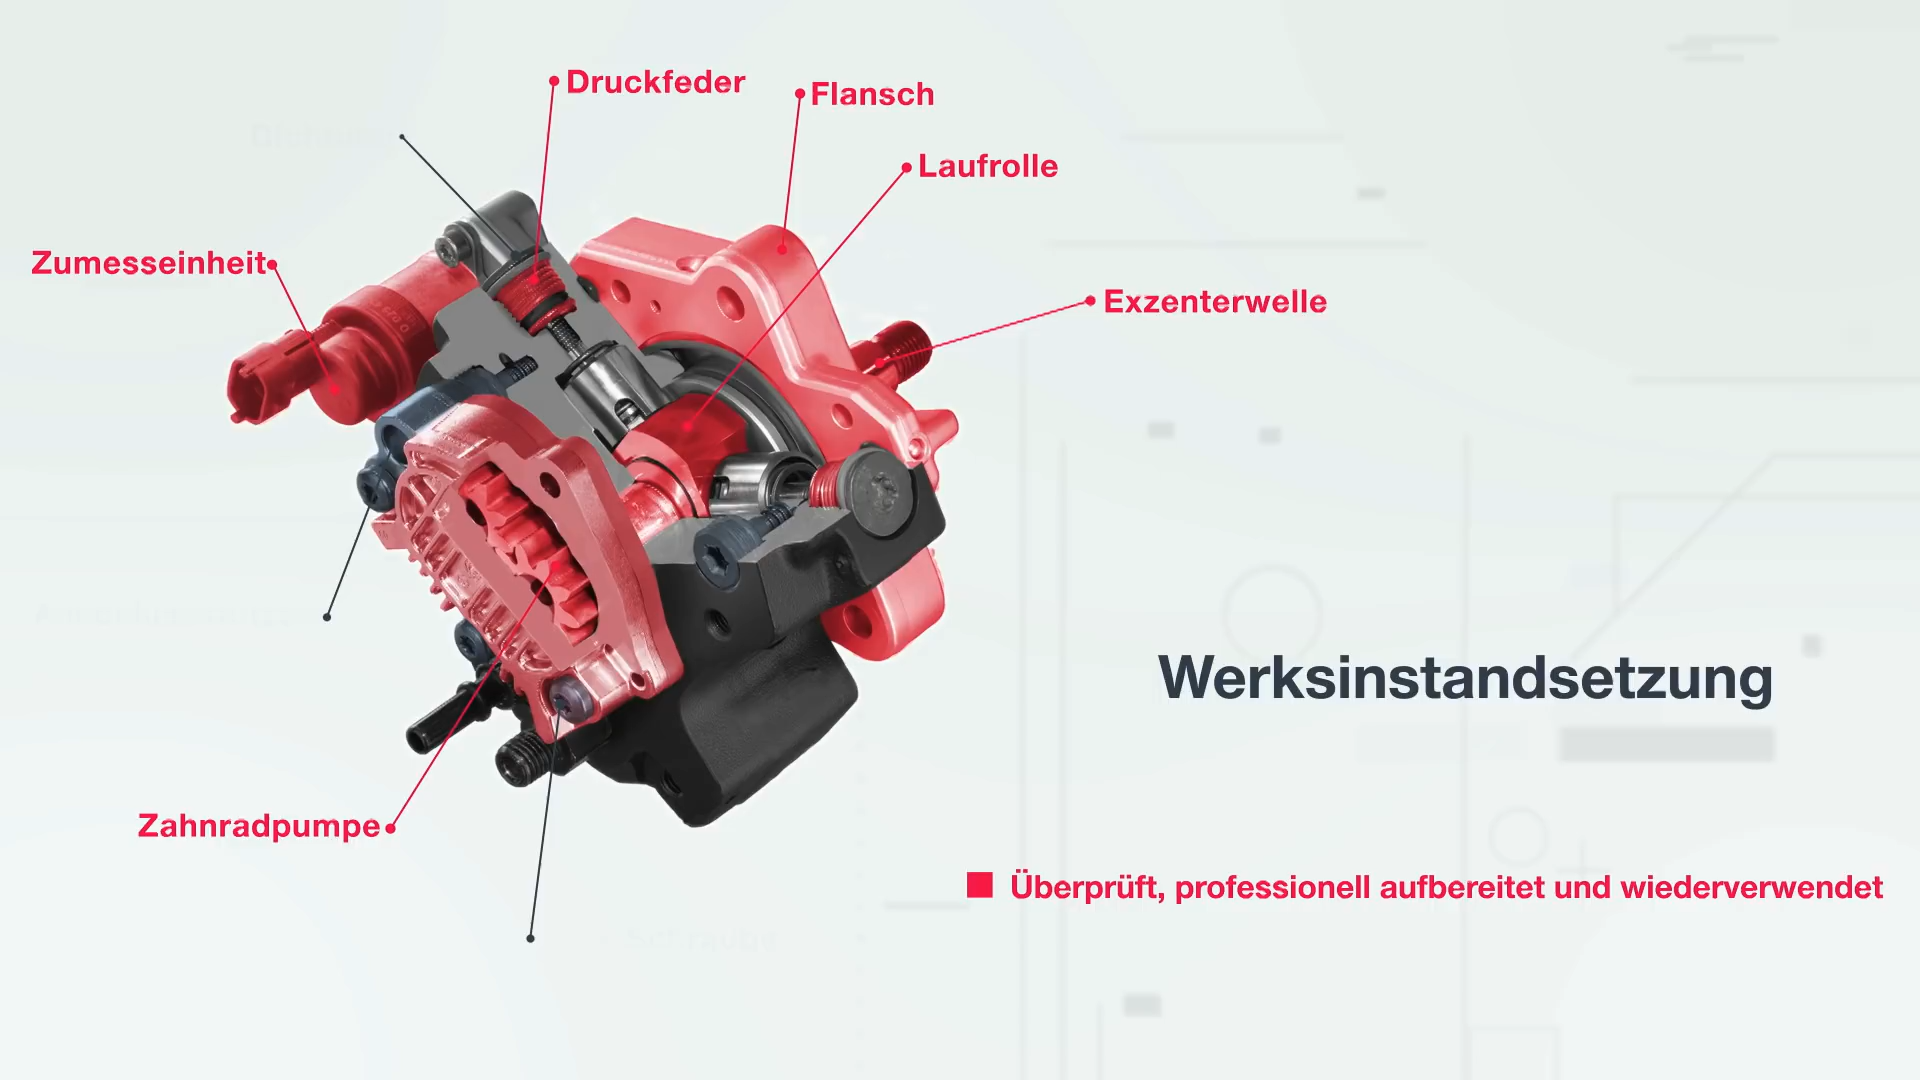 Druckfeder
Flansch
Laufrolle
Zumesseinheit
Exzenterwelle
Zahnradpumpe
Werksinstandsetzung
Überprüft, professionell aufbereitet und wiederverwendet